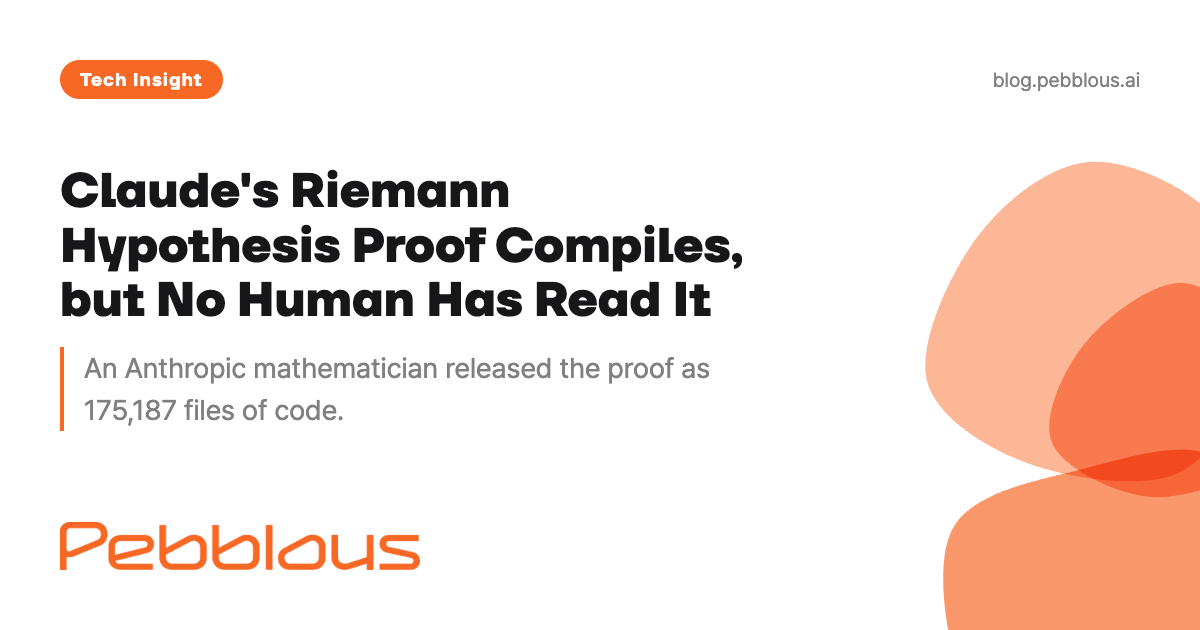 Tech Insight
blog.pebblous.ai
Claude's Riemann
Hypothesis Proof Compiles,
but No Human Has Read It
An Anthropic mathematician released the proof as
175,187 files of code.
Pebblous